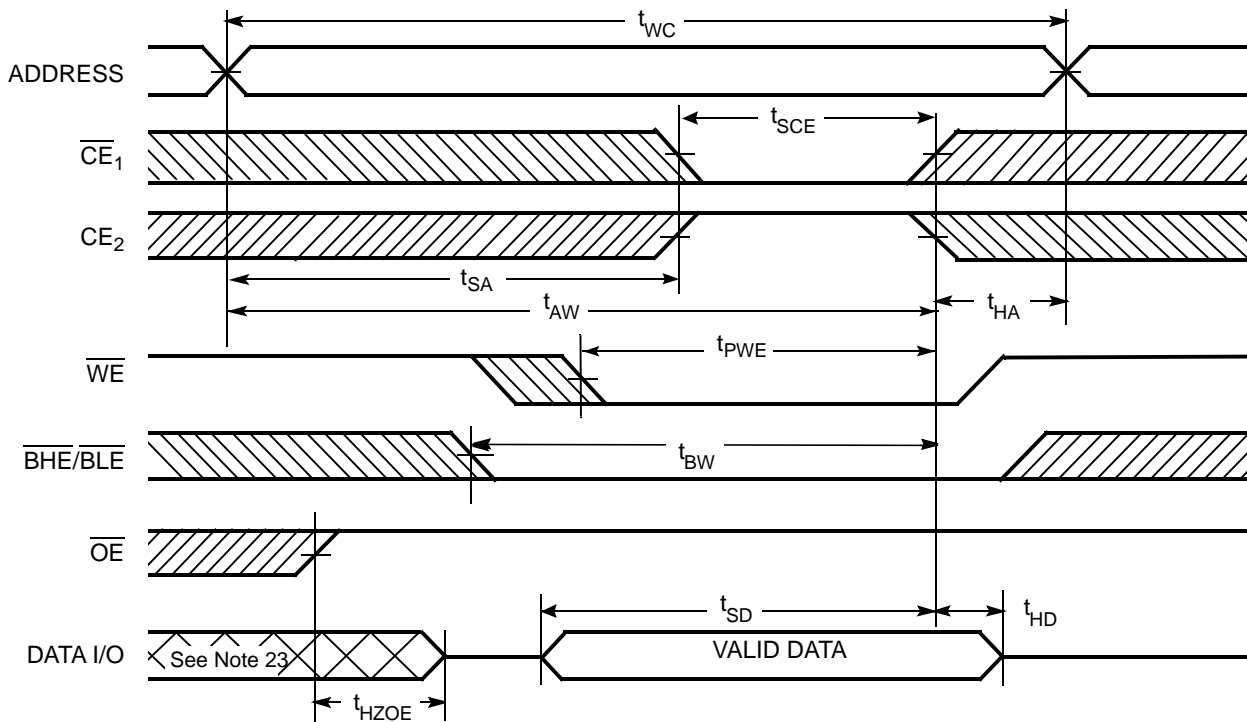 tWC
ADDRESS
tSCE
CE1
CE2
tSA
tAW
tHA
tPWE
WE
BHE/BLE
tBW
OE
tSD
tHD
DATA I/O
See Note 23
VALID DATA
tHZOE